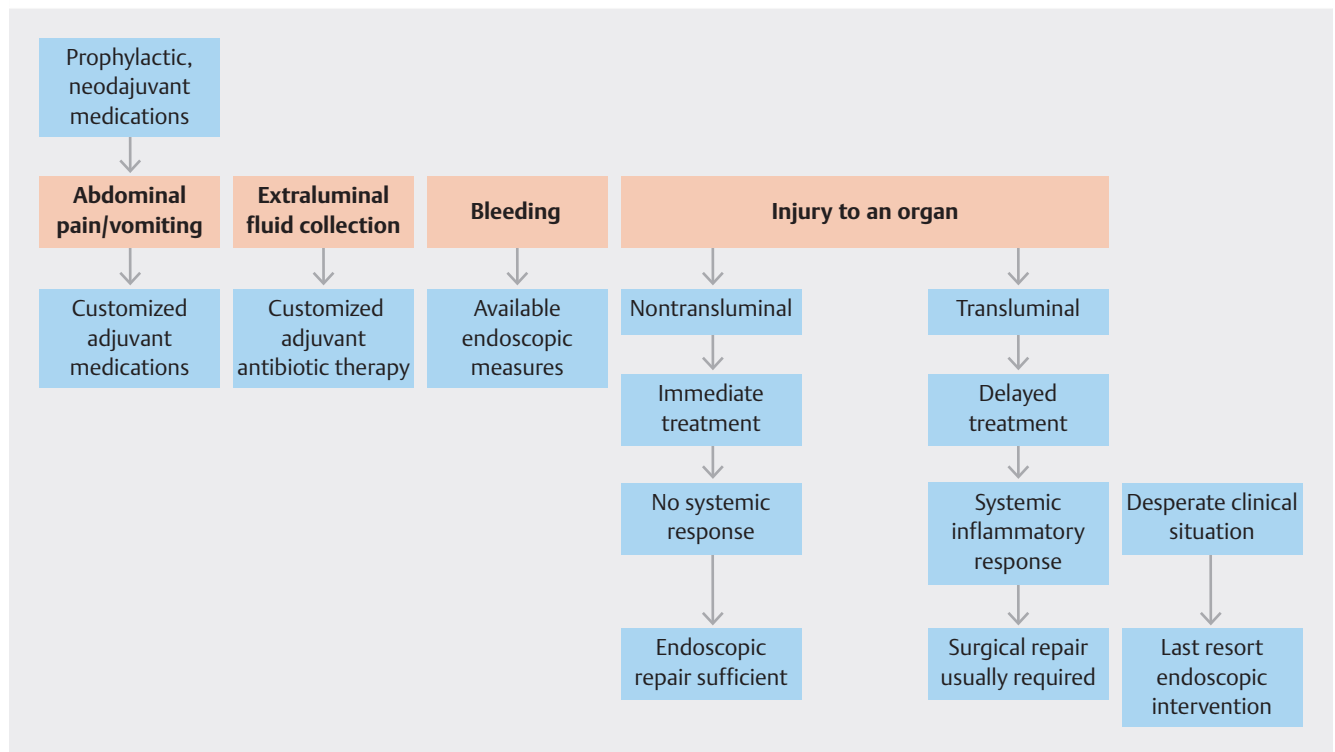 Prophylactic,
neodajuvant
medications
Abdominal
pain/vomiting
Extraluminal
fluid collection
Bleeding
Injury to an organ
Customized
adjuvant
medications
Customized
adjuvant
antibiotic therapy
Available
endoscopic
measures
Nontransluminal
Transluminal
Immediate
treatment
Delayed
treatment
No systemic
response
Systemic
inflammatory
response
Desperate clinical
situation
Endoscopic
repair sufficient
Surgical repair
usually required
Last resort
endoscopic
intervention